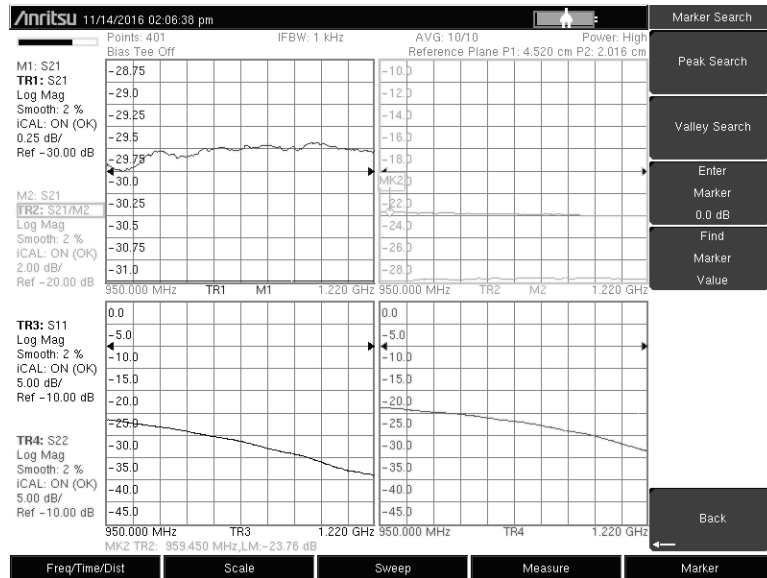 Anritsu 11/14/2016 02:06:38 pm
Marker Search
Points: 401 IFBW: 1 kHz AVG: 10/10 Power: High
Bias Tee Off Reference Plane P1: 4.520 cm P2: 2.016 cm
M1: S21
TR1: S21
Log Mag
Smooth: 2 %
iCAL: ON (OK)
0.25 dB/
Ref -30.00 dB
M2: S21
TR2: S21/M2
Log Mag
Smooth: 2 %
iCAL: ON (OK)
2.00 dB/
Ref -20.00 dB
-28.75
-29.0
-29.25
-29.5
-29.75
-30.0
-30.25
-30.5
-30.75
-31.0
950.000 MHz TR1 M1 1.220 GHz
-10.0
-12.0
-14.0
-16.0
-18.0
MK2
-22.0
-24.0
-26.0
-28.0
950.000 MHz TR2 M2 1.220 GHz
TR3: S11
Log Mag
Smooth: 2 %
iCAL: ON (OK)
5.00 dB/
Ref -10.00 dB
TR4: S22
Log Mag
Smooth: 2 %
iCAL: ON (OK)
5.00 dB/
Ref -10.00 dB
0.0
-5.0
-10.0
-15.0
-20.0
-25.0
-30.0
-35.0
-40.0
-45.0
950.000 MHz TR3 1.220 GHz
0.0
-5.0
-10.0
-15.0
-20.0
-25.0
-30.0
-35.0
-40.0
-45.0
950.000 MHz TR4 1.220 GHz
MK2 TR2: 959.450 MHz,LM:-23.76 dB
Peak Search
Valley Search
Enter
Marker
0.0 dB
Find
Marker
Value
Back
Freq/Time/Dist
Scale
Sweep
Measure
Marker